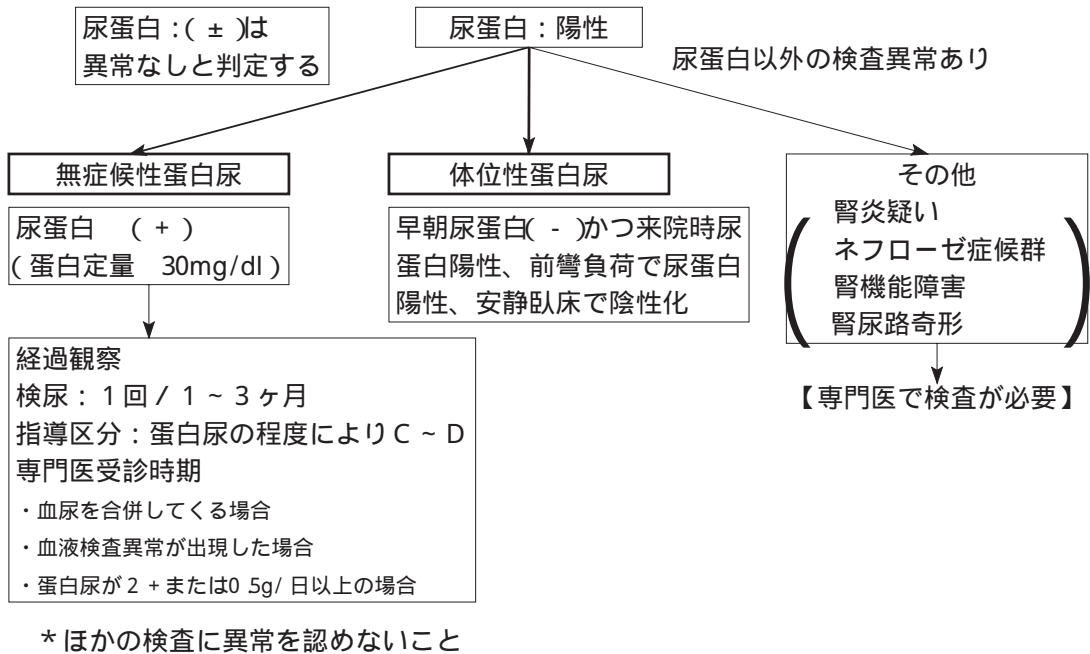 尿蛋白:( ± )は
異常なしと判定する
尿蛋白:陽性
尿蛋白以外の検査異常あり
無症候性蛋白尿
尿蛋白 ( + )
( 蛋白定量 30mg/dl )
経過観察
検尿: 1 回 / 1 ~ 3 ヶ月
指導区分:蛋白尿の程度により C ~ D
専門医受診時期
・血尿を合併してくる場合
・血液検査異常が出現した場合
・蛋白尿が 2 + または0.5g/ 日以上の場合
*ほかの検査に異常を認めないこと
体位性蛋白尿
早朝尿蛋白( - )かつ来院時尿
蛋白陽性、前彎負荷で尿蛋白
陽性、安静臥床で陰性化
その他
腎炎疑い
ネフローゼ症候群
腎機能障害
腎尿路奇形
【専門医で検査が必要】